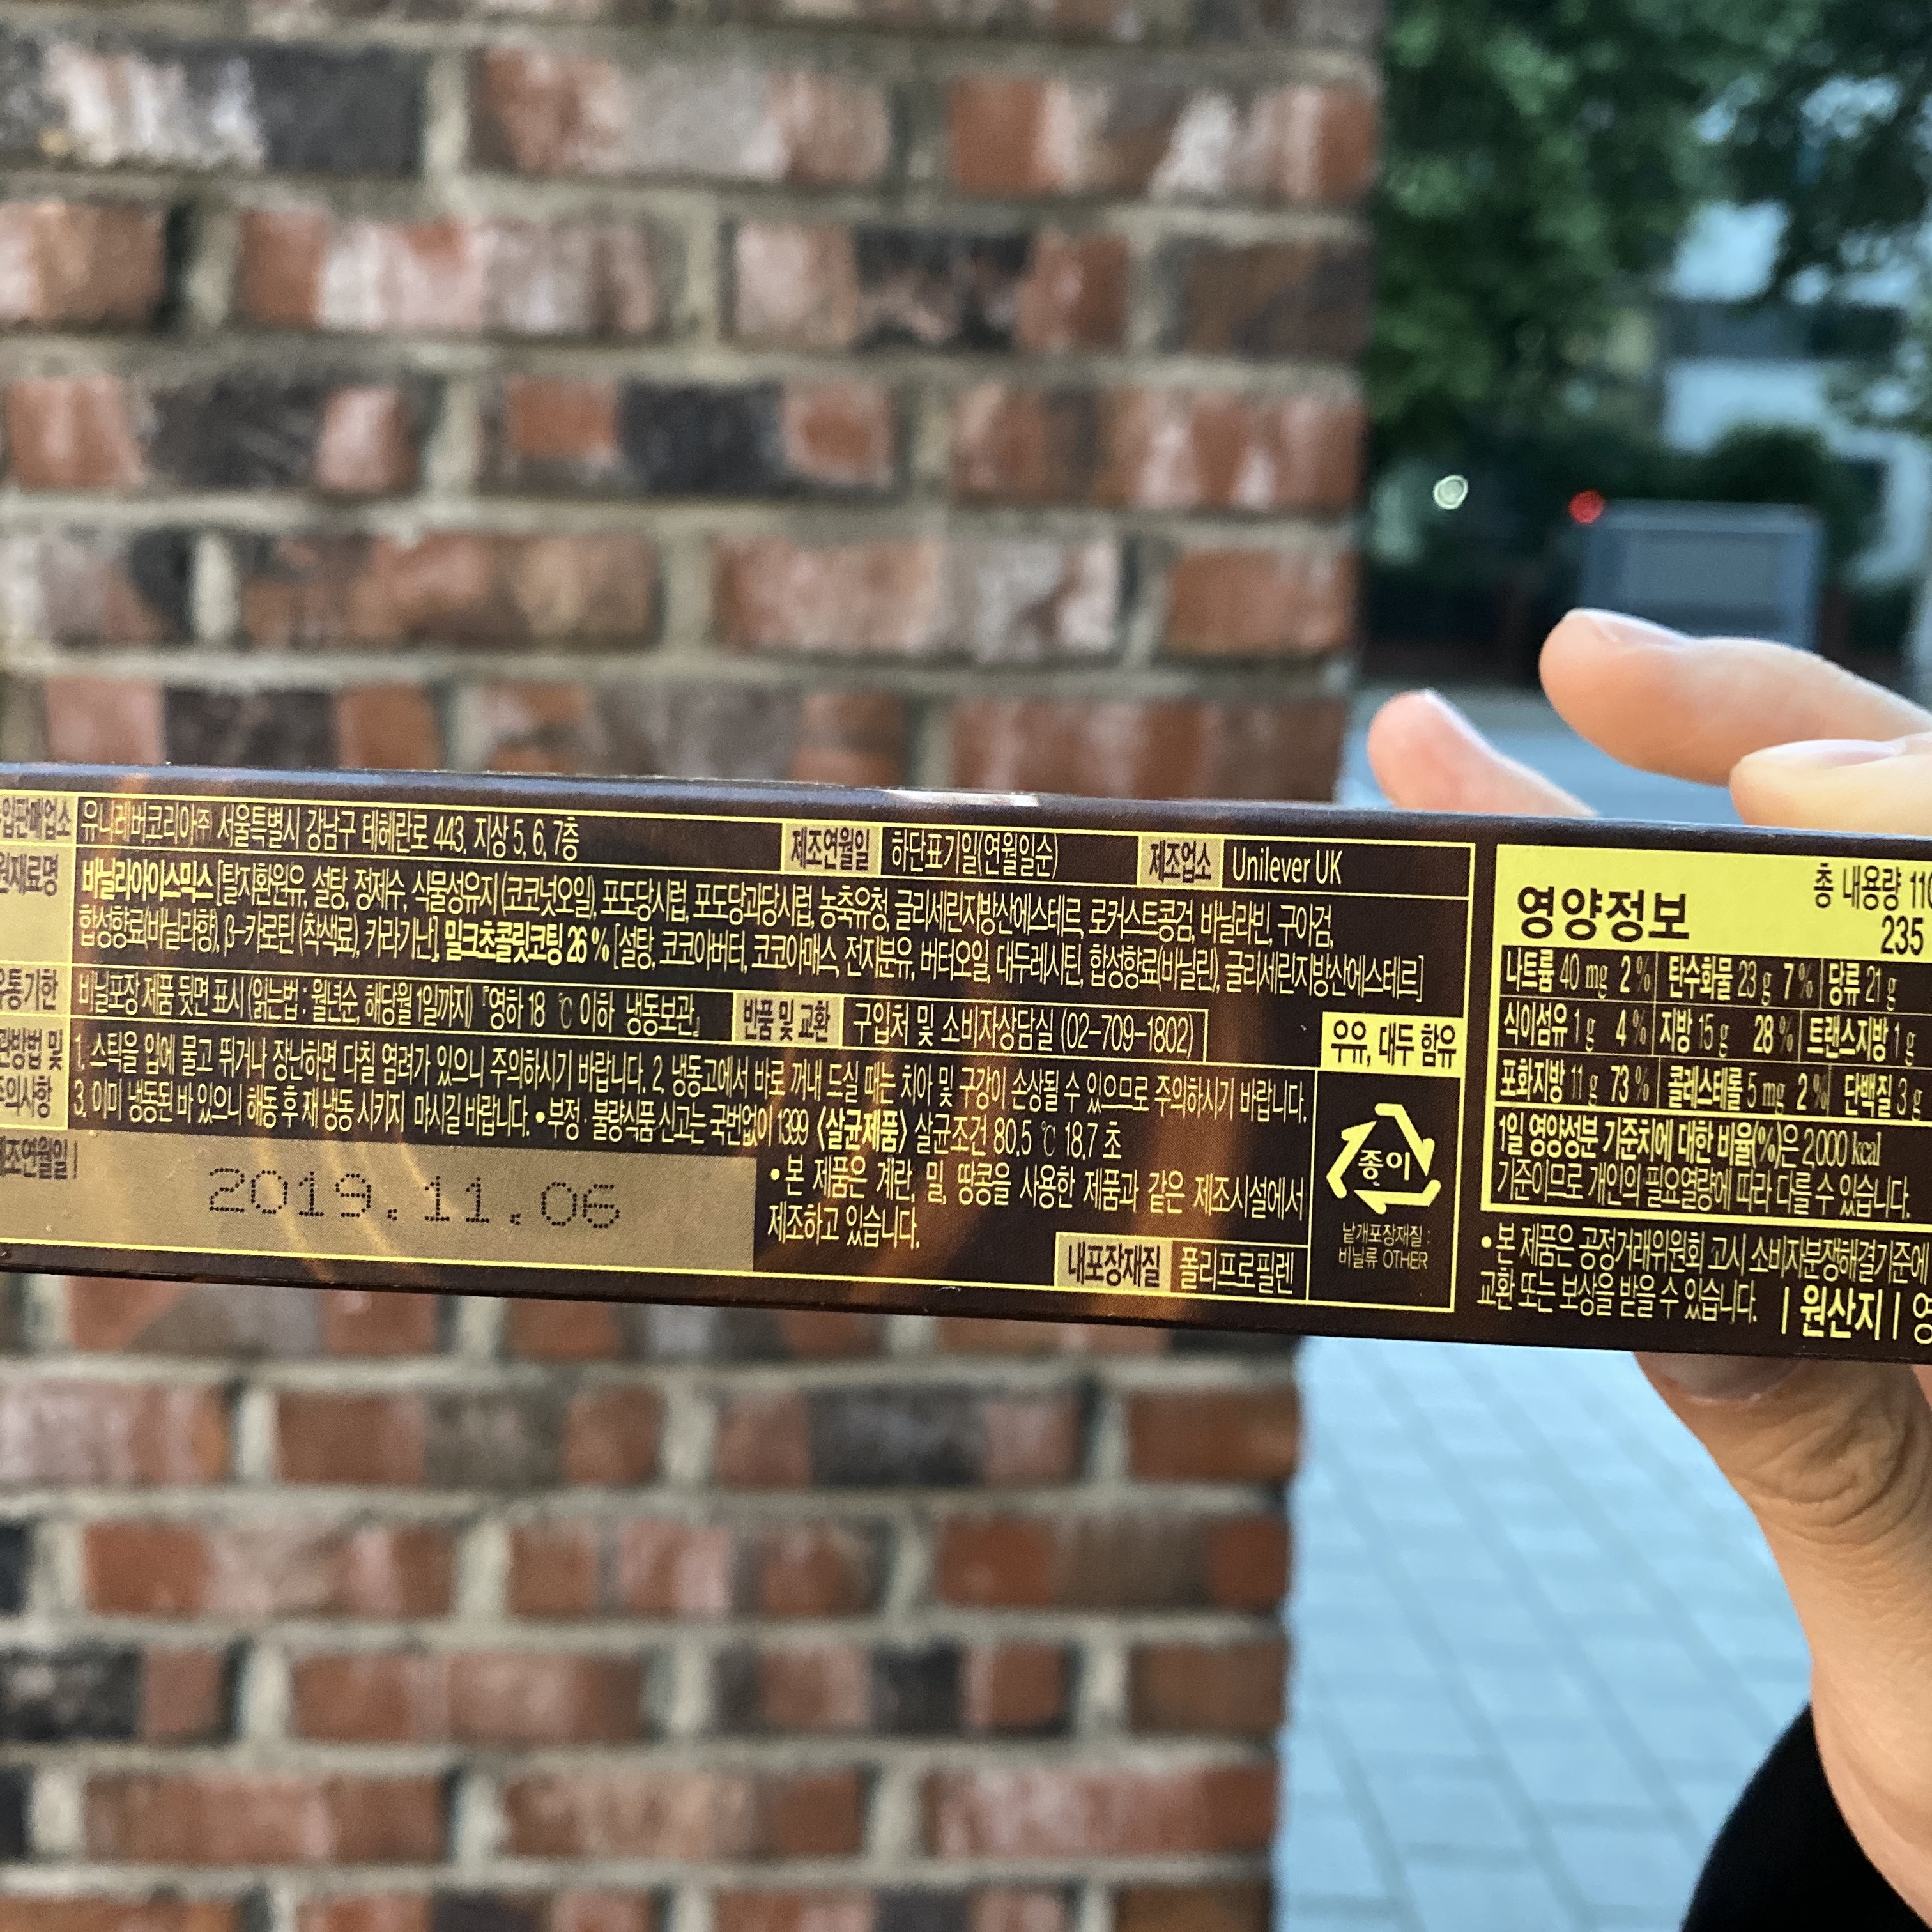 입판매업소 유니레버코리아㈜ 서울특별시 강남구 테헤란로 443, 지상 5, 6, 7층 제조연월일 하단표기일(연월일순) 제조업소 Unilever UK
원재료명 바닐라아이스믹스 [탈지환원유, 설탕, 정제수, 식물성유지(코코넛오일), 포도당시럽, 포도당과당시럽, 농축유청, 글리세린지방산에스테르, 로커스트콩검, 바닐라빈, 구아검,
합성향료(바닐라향), β-카로틴 (착색료), 카라기난] 밀크초콜릿코팅 26 % [설탕, 코코아버터, 코코아매스, 전지분유, 버터오일, 대두레시틴, 합성향료(바닐린), 글리세린지방산에스테르]
유통기한 비닐포장 제품 뒷면 표시 (읽는법 : 월년순, 해당월 1일까지) 『영하 18 ℃ 이하 냉동보관』 반품 및 교환 구입처 및 소비자상담실 (02-709-1802)
우유, 대두 함유
관방법 및
주의사항
1. 스틱을 입에 물고 뛰거나 장난하면 다칠 염려가 있으니 주의하시기 바랍니다. 2. 냉동고에서 바로 꺼내 드실 때는 치아 및 구강이 손상될 수 있으므로 주의하시기 바랍니다.
3. 이미 냉동된 바 있으니 해동 후 재 냉동 시키지 마시길 바랍니다. • 부정·불량식품 신고는 국번없이 1399 《살균제품》 살균조건 80.5 ℃ 18.7 초
제조연월일 |
2019.11.06
• 본 제품은 계란, 밀, 땅콩을 사용한 제품과 같은 제조시설에서
제조하고 있습니다.
내포장재질 폴리프로필렌
종이
낱개포장재질 :
비닐류 OTHER
영양정보
총 내용량 110
235
나트륨 40 mg 2 % 탄수화물 23 g 7 % 당류 21 g
식이섬유 1 g 4 % 지방 15 g 28 % 트랜스지방 1 g
포화지방 11 g 73 % 콜레스테롤 5 mg 2 % 단백질 3 g
1일 영양성분 기준치에 대한 비율(%)은 2,000 kcal
기준이므로 개인의 필요열량에 따라 다를 수 있습니다.
• 본 제품은 공정거래위원회 고시 소비자분쟁해결기준에
교환 또는 보상을 받을 수 있습니다. | 원산지 | 영